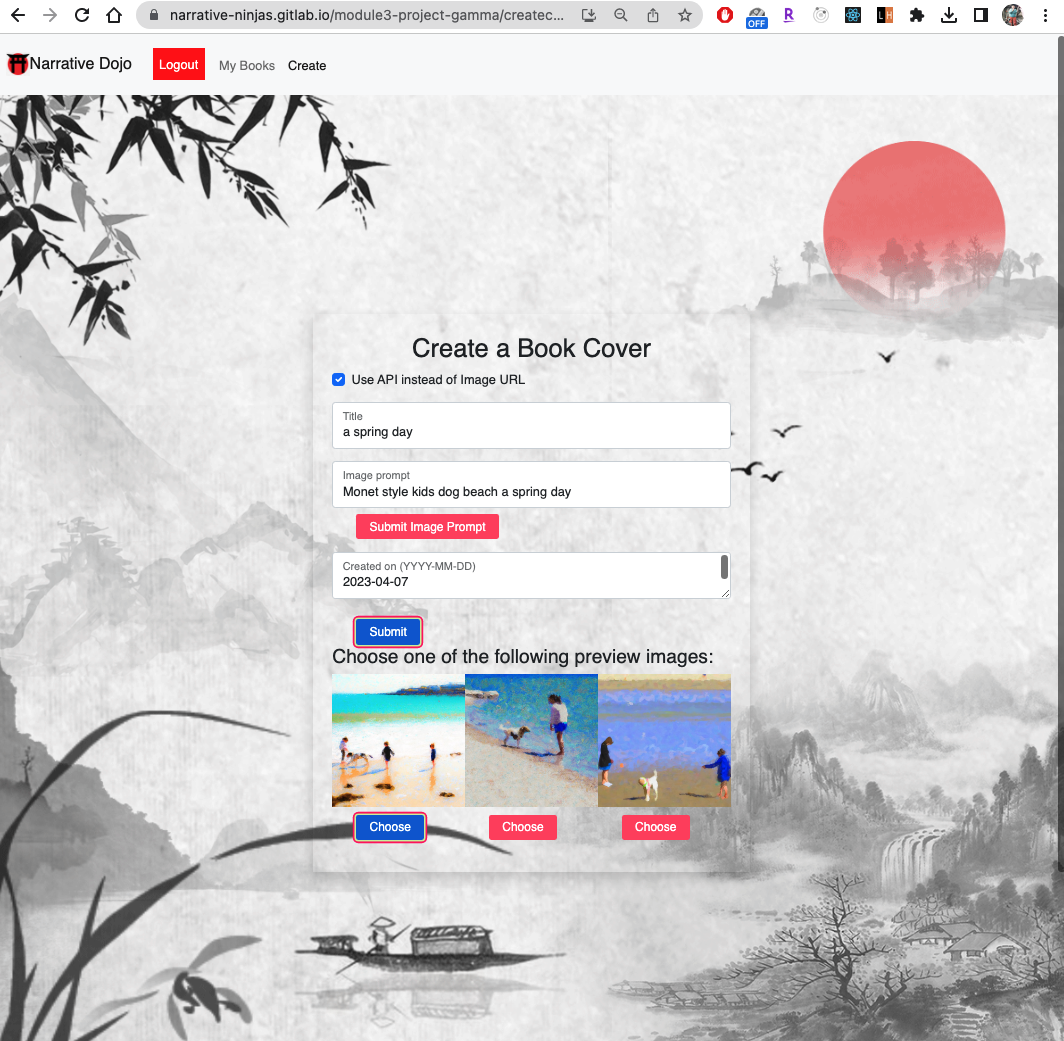 narrative-ninjas.gitlab.io/module3-project-gamma/createc...
OFF
R
LH
Narrative Dojo
Logout
My Books
Create
Create a Book Cover
Use API instead of Image URL
Title
a spring day
Image prompt
Monet style kids dog beach a spring day
Submit Image Prompt
Created on (YYYY-MM-DD)
2023-04-07
Submit
Choose one of the following preview images:
Choose
Choose
Choose